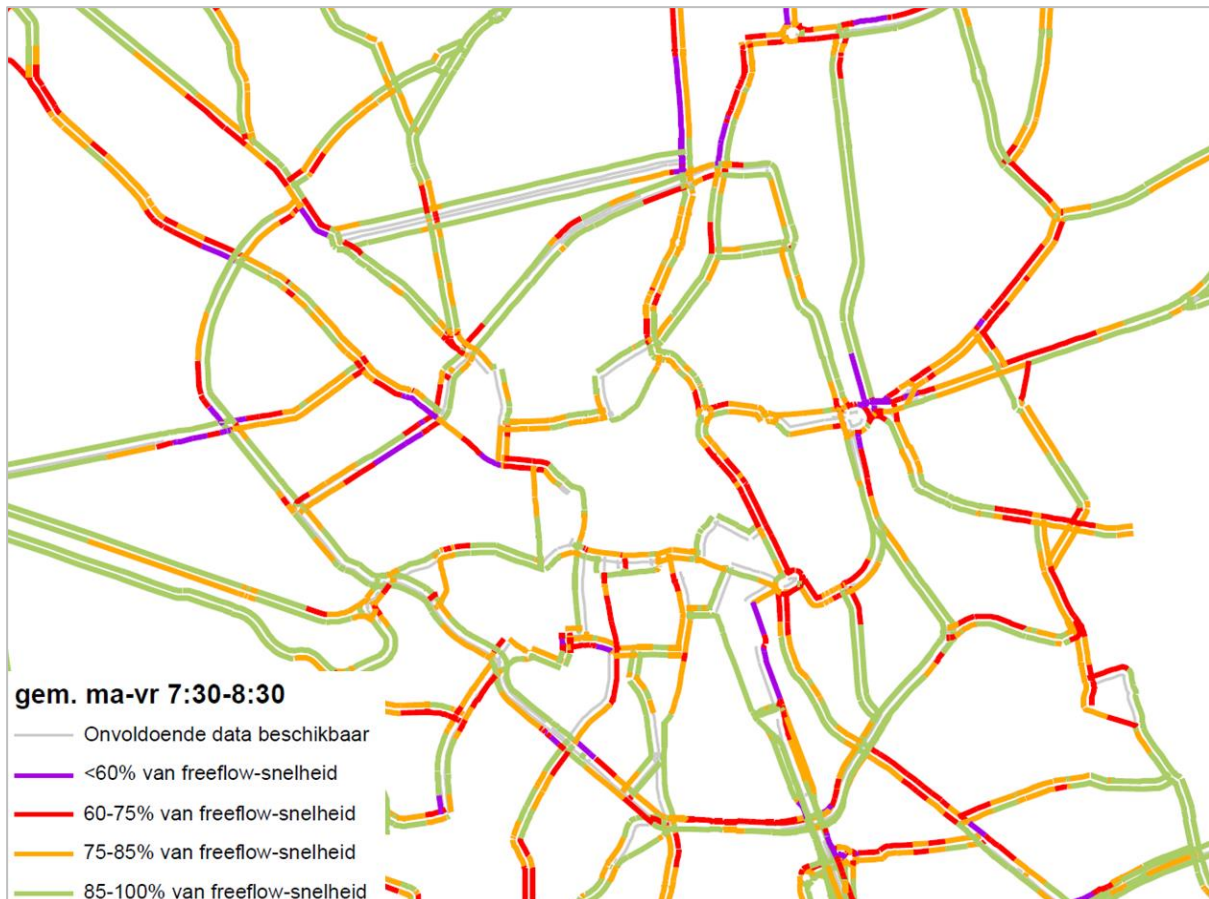 gem. ma-vr 7:30-8:30
Onvoldoende data beschikbaar
<60% van freeflow-snelheid
60-75% van freeflow-snelheid
75-85% van freeflow-snelheid
85-100% van freeflow-snelheid